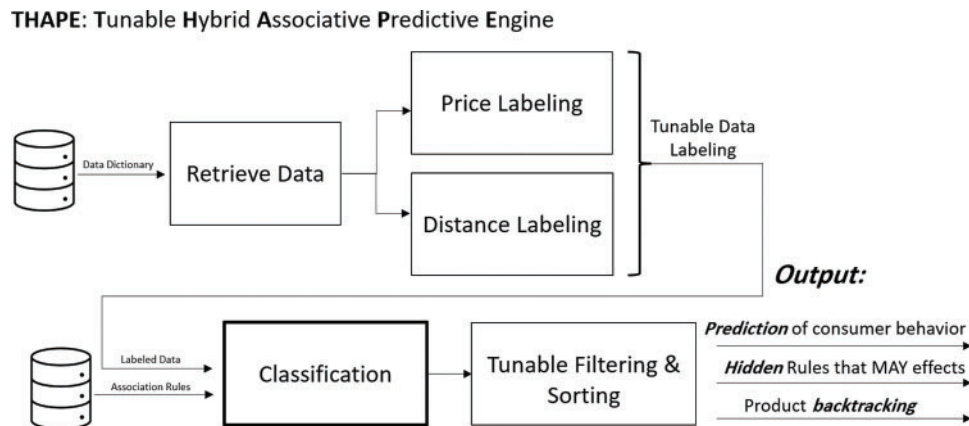 THAPE: Tunable Hybrid Associative Predictive Engine
Price Labeling
Tunable Data
Labeling
Data Dictionary
Retrieve Data
Distance Labeling
Output:
Prediction of consumer behavior
Labeled Data
Classification
Tunable Filtering &
Sorting
Hidden Rules that MAY effects
Association Rules
Product backtracking